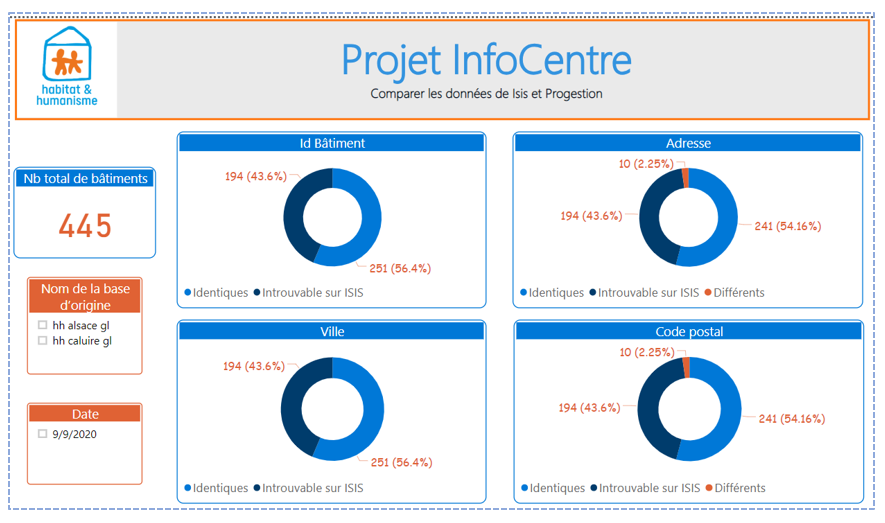 habitat &
humanisme
Projet InfoCentre
Comparer les données de Isis et Progestion
Nb total de bâtiments
445
Nom de la base
d'origine
hh alsace gl
hh caluire gl
Date
9/9/2020
Id Bâtiment
194 (43.6%)
251 (56.4%)
Identiques Introuvable sur ISIS
Adresse
10 (2.25%)
194 (43.6%)
241 (54.16%)
Identiques Introuvable sur ISIS Différents
Ville
194 (43.6%)
251 (56.4%)
Identiques Introuvable sur ISIS
Code postal
10 (2.25%)
194 (43.6%)
241 (54.16%)
Identiques Introuvable sur ISIS Différents